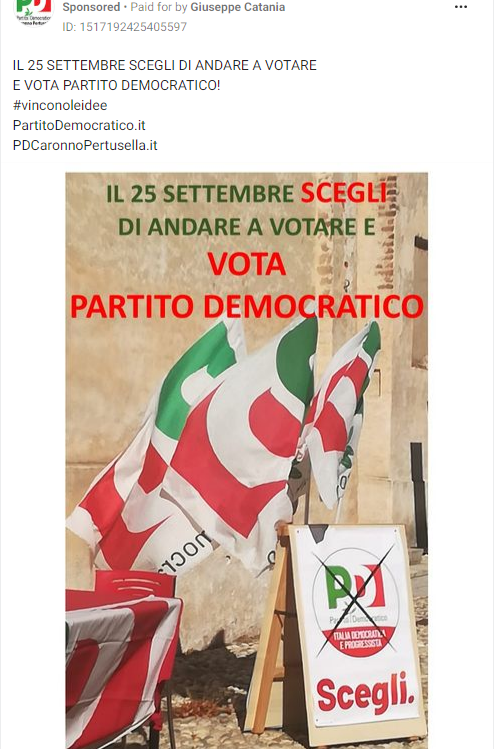 Sponsored • Paid for by Giuseppe Catania
ID: 1517192425405597
IL 25 SETTEMBRE SCEGLI DI ANDARE A VOTARE
E VOTA PARTITO DEMOCRATICO!
#vinconoleidee
PartitoDemocratico.it
PDCaronnoPertusella.it
IL 25 SETTEMBRE SCEGLI
DI ANDARE A VOTARE E
VOTA
PARTITO DEMOCRATICO
PD
Partito Democratico
ITALIA DEMOCRATICA
E PROGRESSISTA
Scegli.